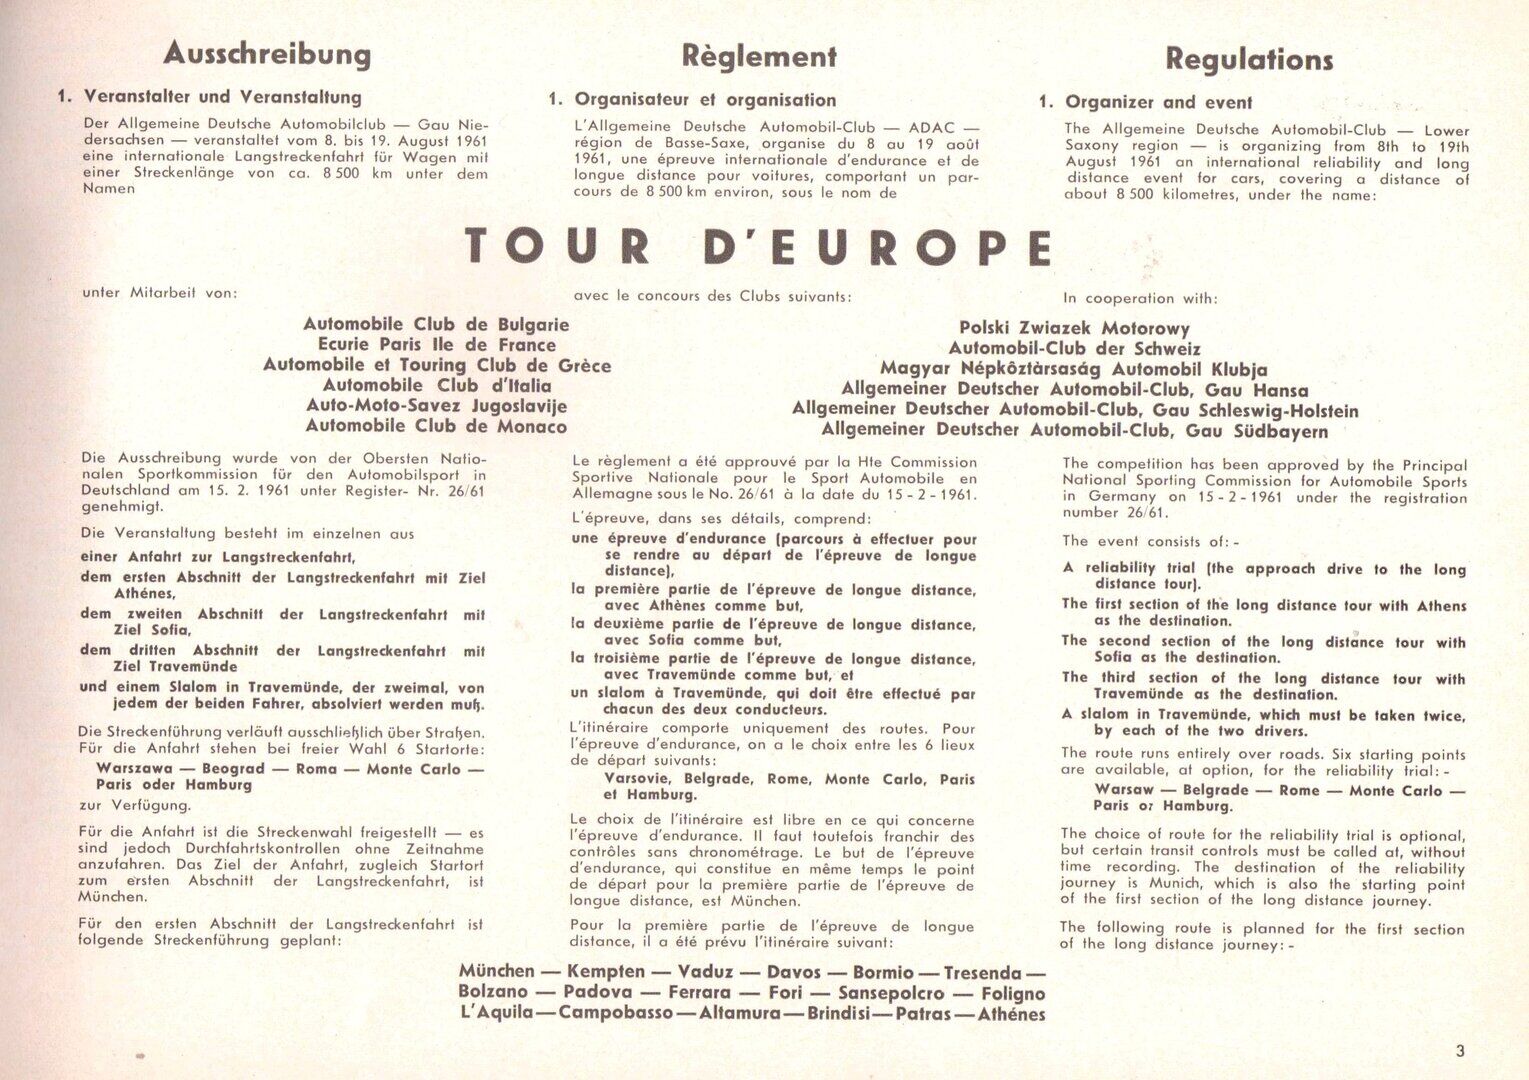 Ausschreibung
1. Veranstalter und Veranstaltung
Der Allgemeine Deutsche Automobilclub — Gau Nie-
dersachsen — veranstaltet vom 8. bis 19. August 1961
eine internationale Langstreckenfahrt für Wagen mit
einer Streckenlänge von ca. 8 500 km unter dem
Namen
Règlement
1. Organisateur et organisation
L'Allgemeine Deutsche Automobil-Club — ADAC —
région de Basse-Saxe, organise du 8 au 19 août
1961, une épreuve internationale d'endurance et de
longue distance pour voitures, comportant un par-
cours de 8 500 km environ, sous le nom de
Regulations
1. Organizer and event
The Allgemeine Deutsche Automobil-Club — Lower
Saxony region — is organizing from 8th to 19th
August 1961 an international reliability and long
distance event for cars, covering a distance of
about 8 500 kilometres, under the name:
TOUR D'EUROPE
unter Mitarbeit von:
avec le concours des Clubs suivants:
In cooperation with:
Automobile Club de Bulgarie
Ecurie Paris Ile de France
Automobile et Touring Club de Grèce
Automobile Club d'Italia
Auto-Moto-Savez Jugoslavije
Automobile Club de Monaco
Polski Zwiazek Motorowy
Automobil-Club der Schweiz
Magyar Népkôztàrsaság Automobil Klubja
Allgemeiner Deutscher Automobil-Club, Gau Hansa
Allgemeiner Deutscher Automobil-Club, Gau Schleswig-Holstein
Allgemeiner Deutscher Automobil-Club, Gau Südbayern
Die Ausschreibung wurde von der Obersten Natio-
nalen Sportkommission für den Automobilsport in
Deutschland am 15. 2. 1961 unter Register- Nr. 26/61
genehmigt.
Die Veranstaltung besteht im einzelnen aus
einer Anfahrt zur Langstreckenfahrt,
dem ersten Abschnitt der Langstreckenfahrt mit Ziel
Athénes,
dem zweiten Abschnitt der Langstreckenfahrt mit
Ziel Sofia,
dem dritten Abschnitt der Langstreckenfahrt mit
Ziel Travemünde
und einem Slalom in Travemünde, der zweimal, von
jedem der beiden Fahrer, absolviert werden muß.
Die Streckenführung verläuft ausschließlich über Straßen.
Für die Anfahrt stehen bei freier Wahl 6 Startorte:
Warszawa — Beograd — Roma — Monte Carlo —
Paris oder Hamburg
zur Verfügung.
Für die Anfahrt ist die Streckenwahl freigestellt — es
sind jedoch Durchfahrtskontrollen ohne Zeitnahme
anzufahren. Das Ziel der Anfahrt, zugleich Startort
zum ersten Abschnitt der Langstreckenfahrt, ist
München.
Für den ersten Abschnitt der Langstreckenfahrt ist
folgende Streckenführung geplant:
Le règlement a été approuvé par la Hte Commission
Sportive Nationale pour le Sport Automobile en
Allemagne sous le No. 26/61 à la date du 15 - 2 - 1961.
L'épreuve, dans ses détails, comprend:
une épreuve d'endurance (parcours à effectuer pour
se rendre au départ de l'épreuve de longue
distance),
la première partie de l'épreuve de longue distance,
avec Athènes comme but,
la deuxième partie de l'épreuve de longue distance,
avec Sofia comme but,
la troisième partie de l'épreuve de longue distance,
avec Travemünde comme but, et
un slalom à Travemünde, qui doit être effectué par
chacun des deux conducteurs.
L'itinéraire comporte uniquement des routes. Pour
l'épreuve d'endurance, on a le choix entre les 6 lieux
de départ suivants:
Varsovie, Belgrade, Rome, Monte Carlo, Paris
et Hamburg.
Le choix de l'itinéraire est libre en ce qui concerne
l'épreuve d'endurance. Il faut toutefois franchir des
contrôles sans chronométrage. Le but de l'épreuve
d'endurance, qui constitue en même temps le point
de départ pour la première partie de l'épreuve de
longue distance, est München.
Pour la première partie de l'épreuve de longue
distance, il a été prévu l'itinéraire suivant:
The competition has been approved by the Principal
National Sporting Commission for Automobile Sports
in Germany on 15 - 2 - 1961 under the registration
number 26/61.
The event consists of: -
A reliability trial (the approach drive to the long
distance tour).
The first section of the long distance tour with Athens
as the destination.
The second section of the long distance tour with
Sofia as the destination.
The third section of the long distance tour with
Travemünde as the destination.
A slalom in Travemünde, which must be taken twice,
by each of the two drivers.
The route runs entirely over roads. Six starting points
are available, at option, for the reliability trial: -
Warsaw — Belgrade — Rome — Monte Carlo —
Paris or Hamburg.
The choice of route for the reliability trial is optional,
but certain transit controls must be called at, without
time recording. The destination of the reliability
journey is Munich, which is also the starting point
of the first section of the long distance journey.
The following route is planned for the first section
of the long distance journey: -
München — Kempten — Vaduz — Davos — Bormio — Tresenda —
Bolzano — Padova — Ferrara — Fori — Sansepolcro — Foligno
L'Aquila — Campobasso — Altamura — Brindisi — Patras — Athénes
3